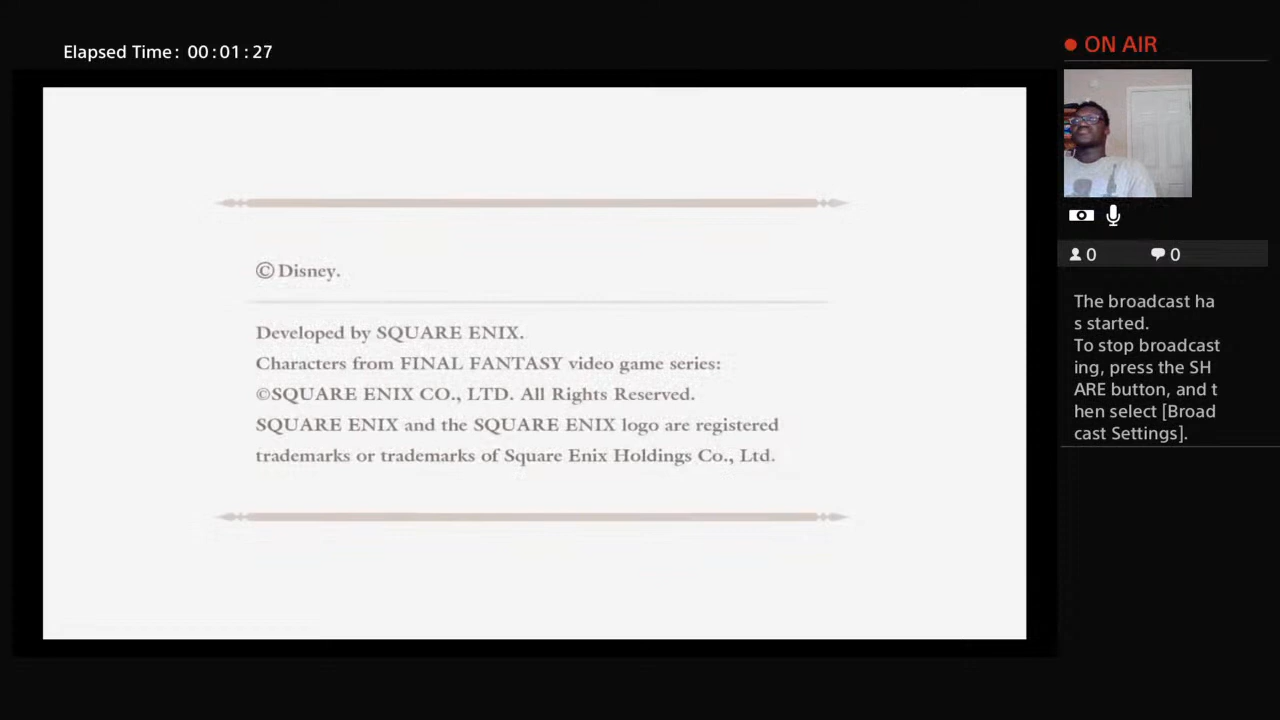 Elapsed Time: 00:01:27
ON AIR
©Disney.
Developed by SQUARE ENIX.
Characters from FINAL FANTASY video game series:
©SQUARE ENIX CO., LTD. All Rights Reserved.
SQUARE ENIX and the SQUARE ENIX logo are registered
trademarks or trademarks of Square Enix Holdings Co., Ltd.
0
0
The broadcast ha
s started.
To stop broadcast
ing, press the SH
ARE button, and t
hen select [Broad
cast Settings].